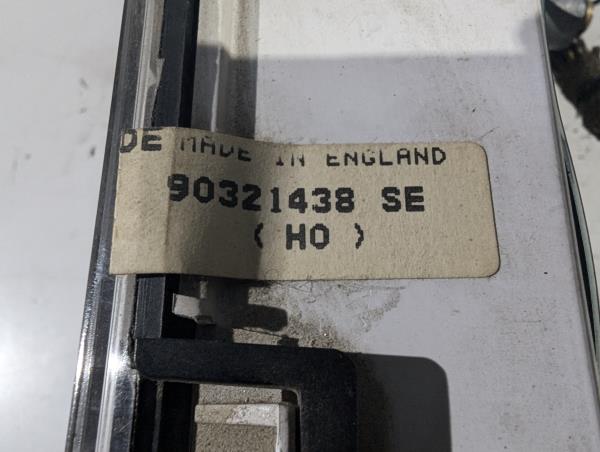 DE MADE IN ENGLAND
90321438 SE
( HO )